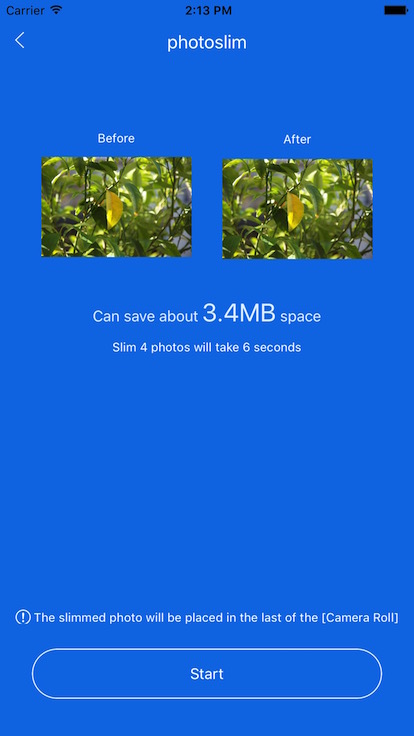 Carrier 2:13 PM
photoslim
Before After
Can save about 3.4MB space
Slim 4 photos will take 6 seconds
The slimmed photo will be placed in the last of the [Camera Roll]
Start